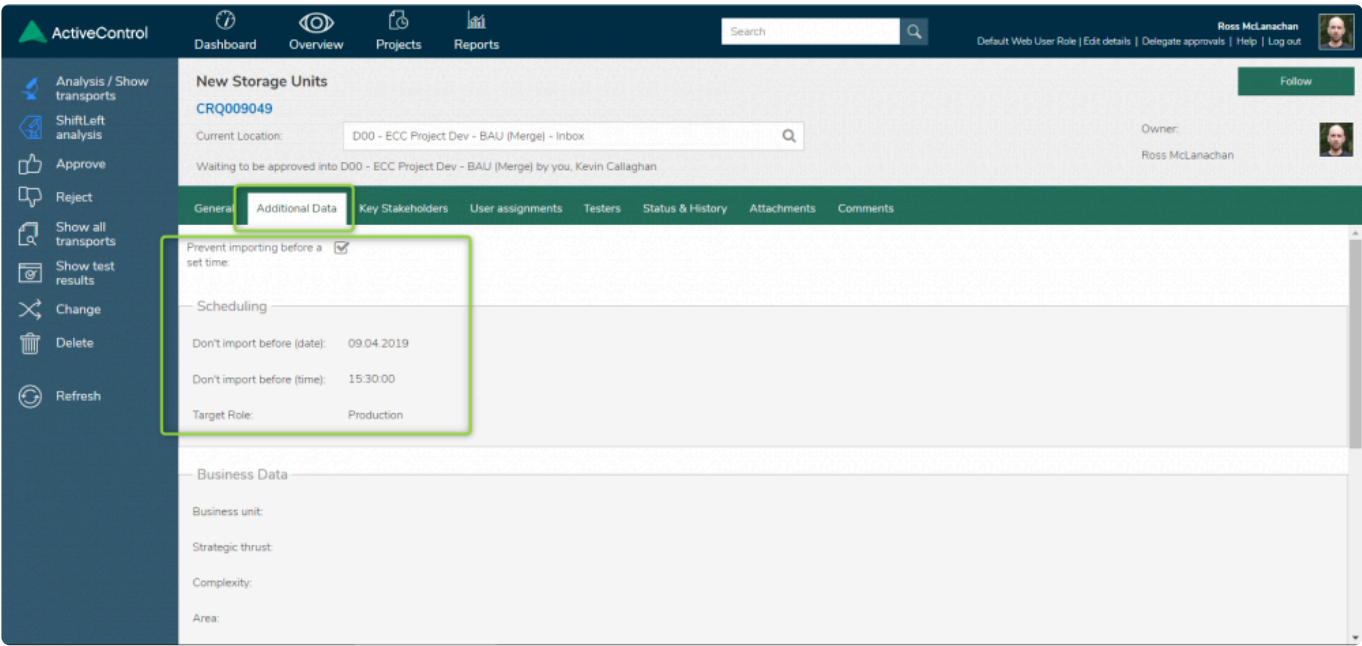 ActiveControl
Dashboard
Overview
Projects
Reports
Search
Ross McLanachan
Default Web User Role | Edit details | Delegate approvals | Help | Log out
Analysis / Show
transports
ShiftLeft
analysis
Approve
Reject
Show all
transports
Show test
results
Change
Delete
Refresh
New Storage Units
Follow
CRQ009049
Current Location:
D00 - ECC Project Dev - BAU (Merge) - Inbox
Owner:
Ross McLanachan
Waiting to be approved into D00 - ECC Project Dev - BAU (Merge) by you, Kevin Callaghan
General
Additional Data
Key Stakeholders
User assignments
Testers
Status & History
Attachments
Comments
Prevent importing before a
set time:
Scheduling
Don't import before (date): 09.04.2019
Don't import before (time): 15:30:00
Target Role: Production
Business Data
Business unit:
Strategic thrust:
Complexity:
Area: